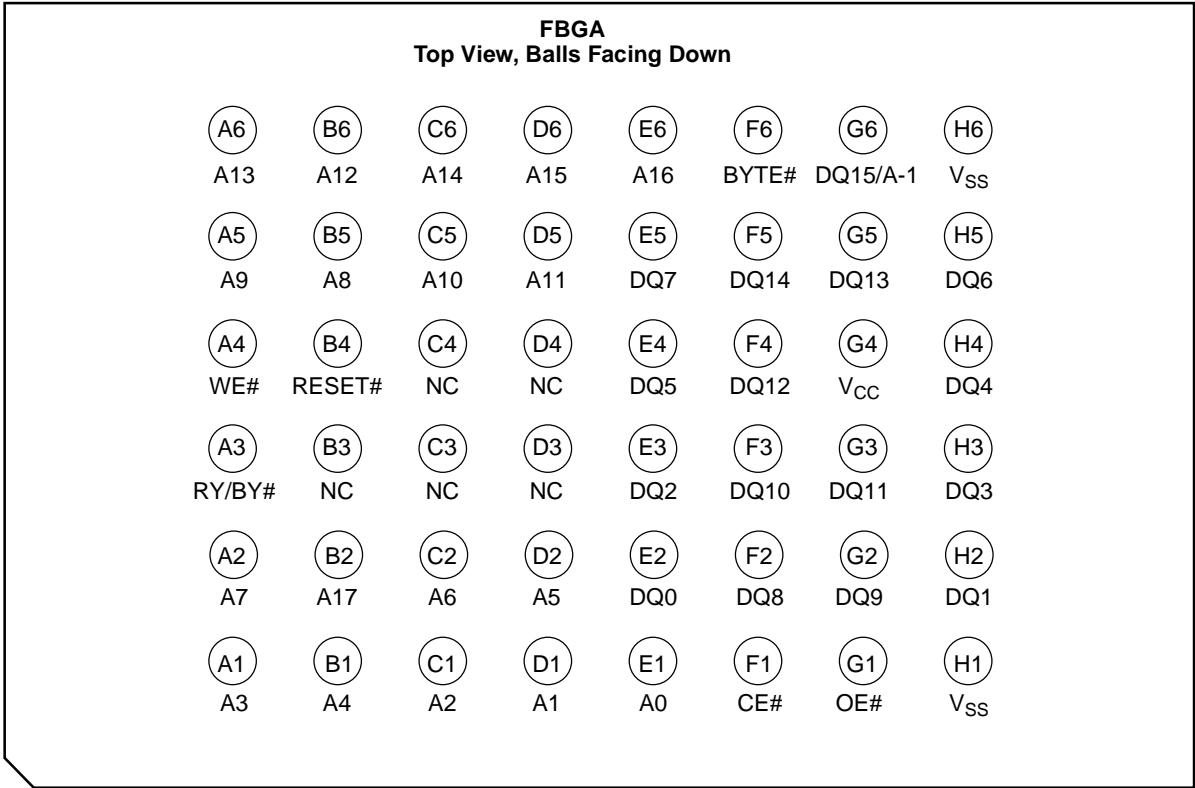 FBGA
Top View, Balls Facing Down
A6 B6 C6 D6 E6 F6 G6 H6
A13 A12 A14 A15 A16 BYTE# DQ15/A-1 VSS
A5 B5 C5 D5 E5 F5 G5 H5
A9 A8 A10 A11 DQ7 DQ14 DQ13 DQ6
A4 B4 C4 D4 E4 F4 G4 H4
WE# RESET# NC NC DQ5 DQ12 VCC DQ4
A3 B3 C3 D3 E3 F3 G3 H3
RY/BY# NC NC NC DQ2 DQ10 DQ11 DQ3
A2 B2 C2 D2 E2 F2 G2 H2
A7 A17 A6 A5 DQ0 DQ8 DQ9 DQ1
A1 B1 C1 D1 E1 F1 G1 H1
A3 A4 A2 A1 A0 CE# OE# VSS